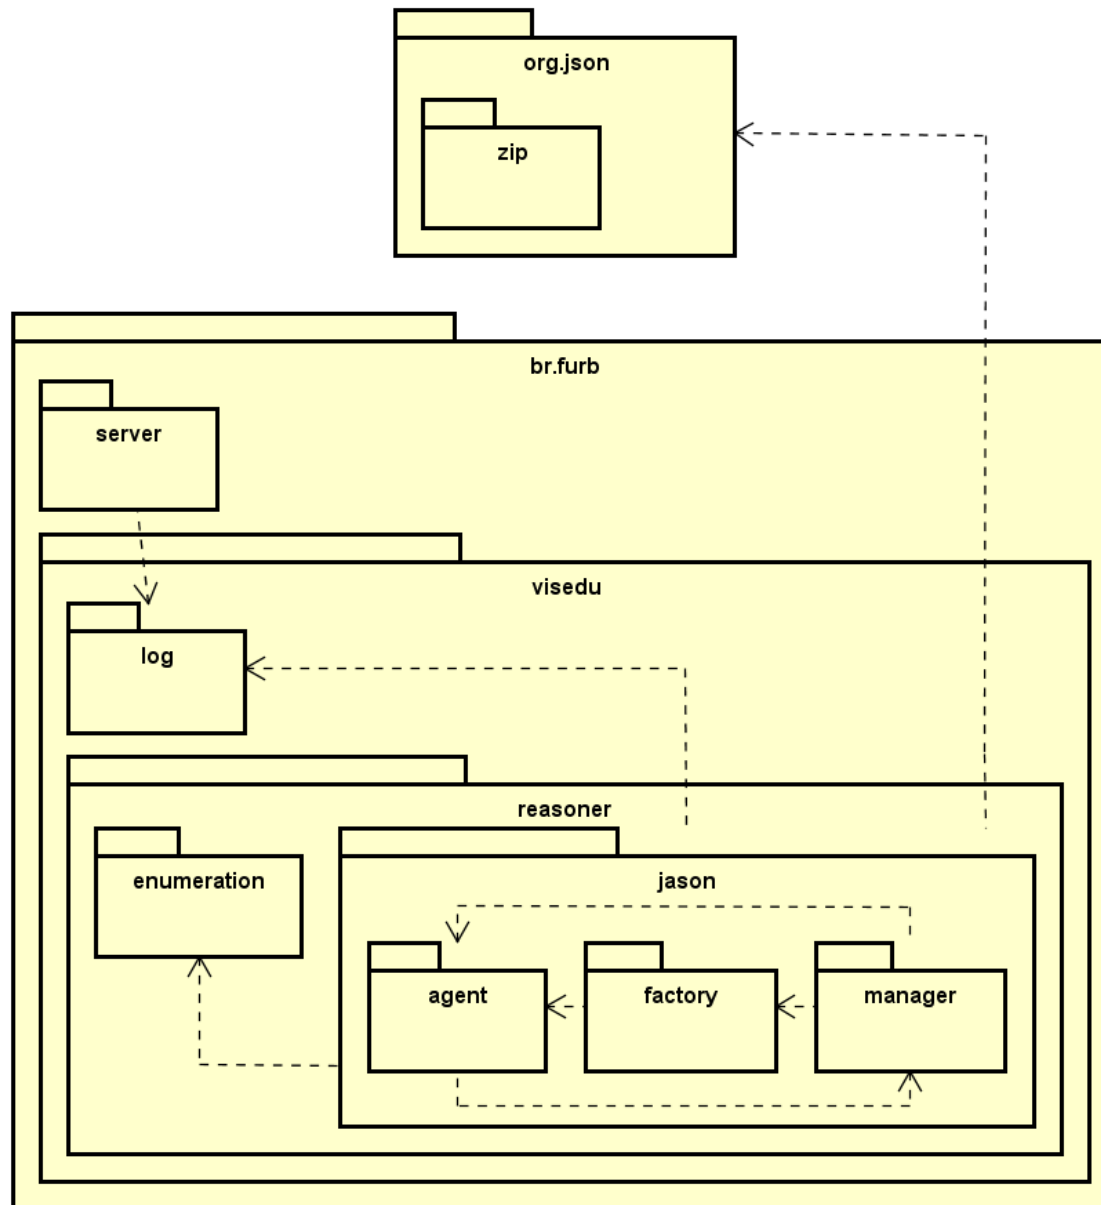 org.json
zip
br.furb
server
visedu
log
reasoner
enumeration
jason
agent
factory
manager